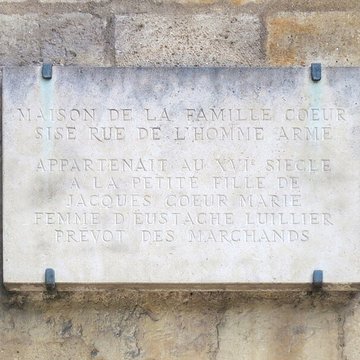 MAISON DE LA FAMILLE COEUR
SISE RUE DE L'HOMME ARMÉ
APPARTENAIT AU XVIe SIECLE
A LA PETITE FILLE DE
JACQUES COEUR MARIE
FEMME D'EUSTACHE LUILLIER
PRÉVOT DES MARCHANDS